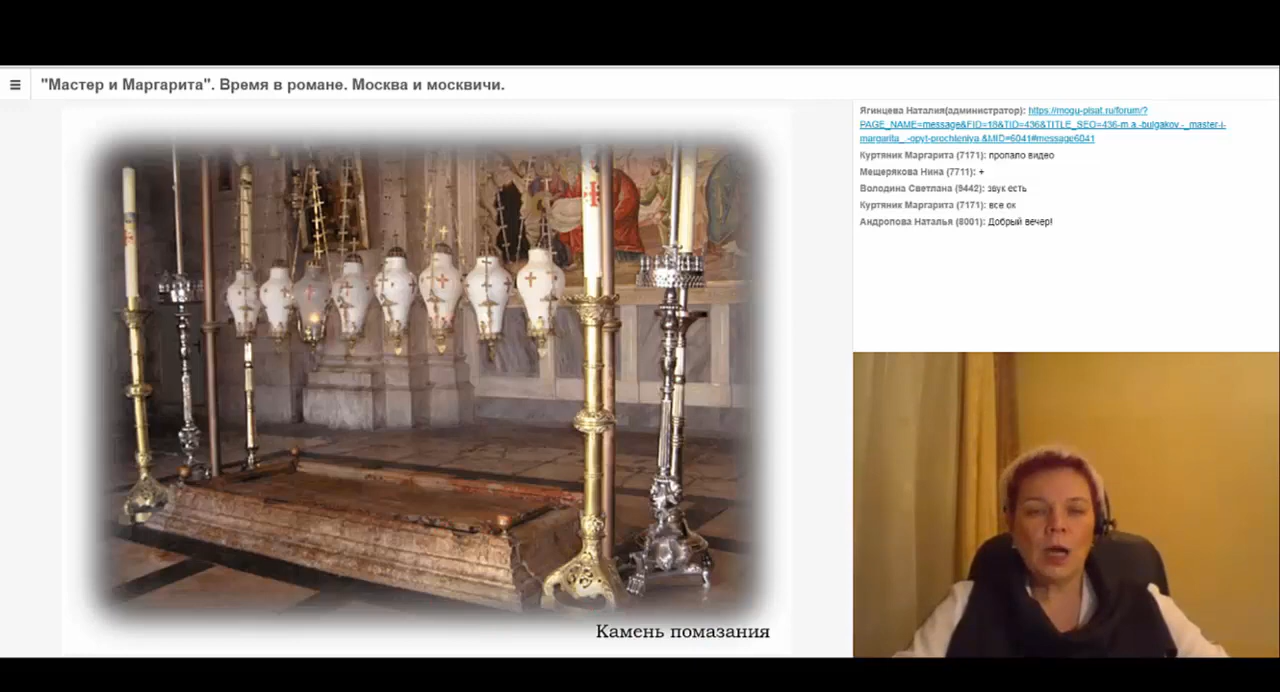 "Мастер и Маргарита". Время в романе. Москва и москвичи.
Ягинцева Наталия(администратор): https://mogu-pisat.ru/forum/?
PAGE_NAME=message&FID=18&TID=436&TITLE_SEO=436-m.a.-bulgakov.-_master-i-
margarita_.-opyt-prochteniya.&MID=6041#message6041
Куртяник Маргарита (7171): пропало видео
Мещерякова Нина (7711): +
Володина Светлана (9442): звук есть
Куртяник Маргарита (7171): все ок
Андропова Наталья (8001): Добрый вечер!
Камень помазания